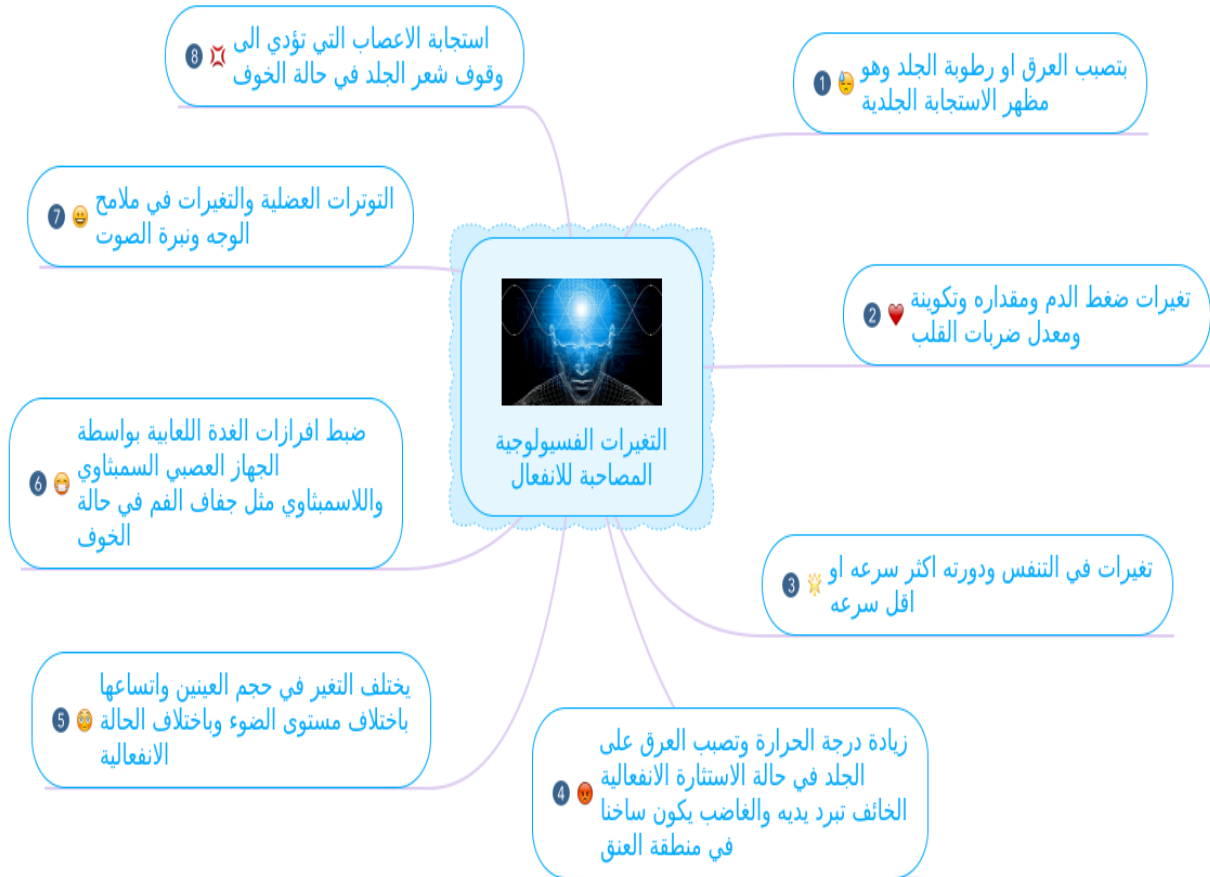 التغيرات الفسيولوجية
المصاحبة للانفعال
1
بتصبب العرق او رطوبة الجلد وهو
مظهر الاستجابة الجلدية
2
تغيرات ضغط الدم ومقداره وتكوينة
ومعدل ضربات القلب
3
تغيرات في التنفس ودورته اكثر سرعه او
اقل سرعه
4
زيادة درجة الحرارة وتصبب العرق على
الجلد في حالة الاستثارة الانفعالية
الخائف تبرد يديه والغاضب يكون ساخنا
في منطقة العنق
5
يختلف التغير في حجم العينين واتساعها
باختلاف مستوى الضوء وباختلاف الحالة
الانفعالية
6
ضبط افرازات الغدة اللعابية بواسطة
الجهاز العصبي السمبثاوي
واللاسمبثاوي مثل جفاف الفم في حالة
الخوف
7
التوترات العضلية والتغيرات في ملامح
الوجه ونبرة الصوت
8
استجابة الاعصاب التي تؤدي الى
وقوف شعر الجلد في حالة الخوف